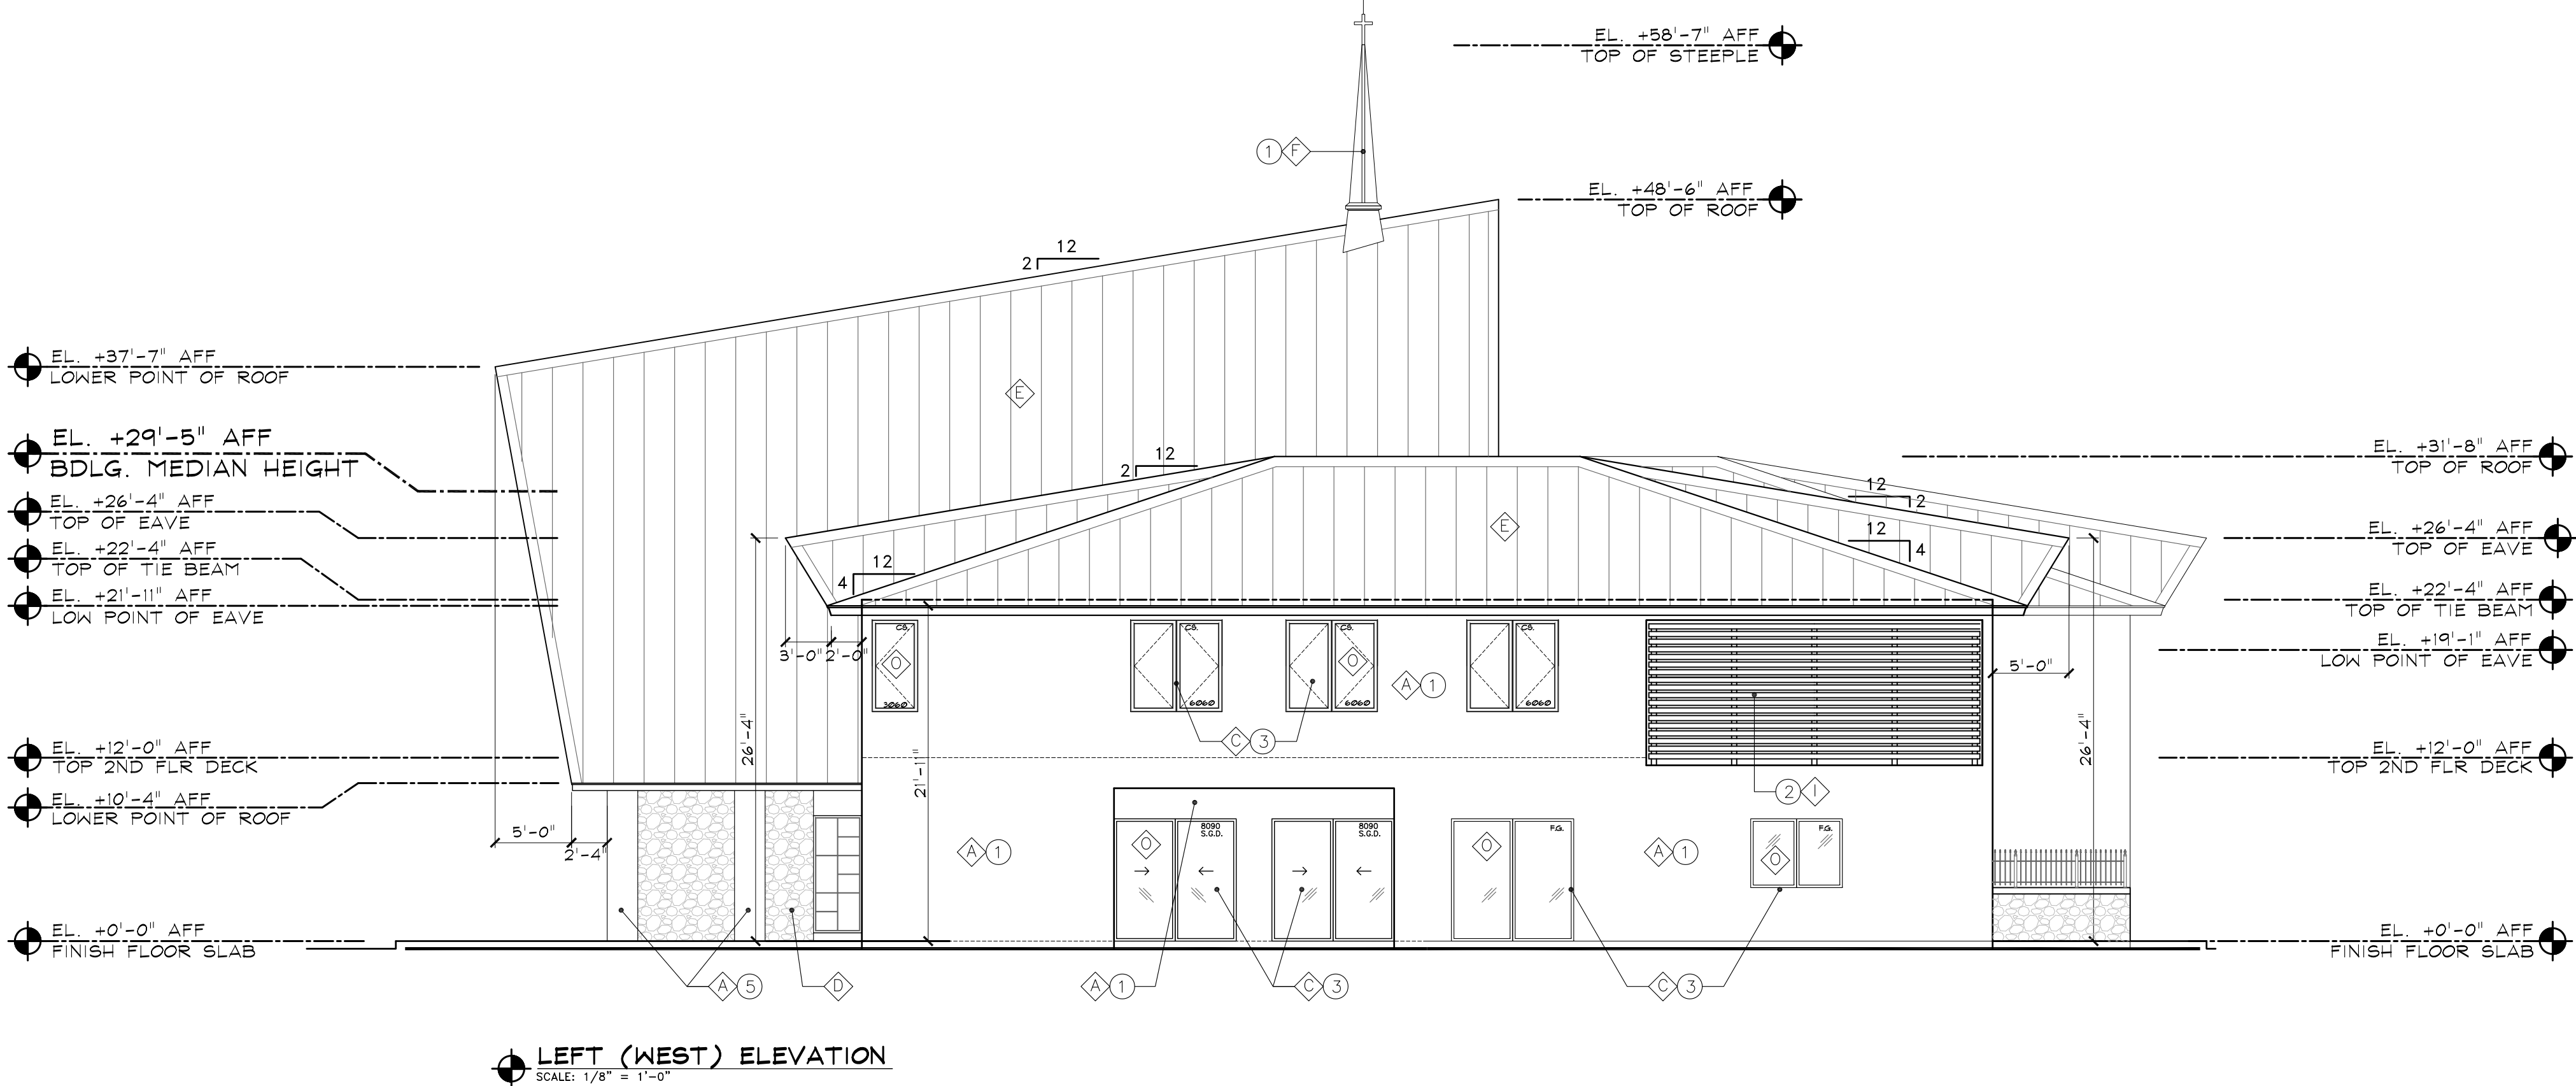 EL. +58'-7" AFF
TOP OF STEEPLE
1 F
EL. +48'-6" AFF
TOP OF ROOF
12
2
E
EL. +37'-7" AFF
LOWER POINT OF ROOF
EL. +29'-5" AFF
BDLG. MEDIAN HEIGHT
EL. +26'-4" AFF
TOP OF EAVE
EL. +22'-4" AFF
TOP OF TIE BEAM
EL. +21'-11" AFF
LOW POINT OF EAVE
EL. +12'-0" AFF
TOP 2ND FLR DECK
EL. +10'-4" AFF
LOWER POINT OF ROOF
EL. +0'-0" AFF
FINISH FLOOR SLAB
12
2
12
4
E
12
2
12
4
EL. +31'-8" AFF
TOP OF ROOF
EL. +26'-4" AFF
TOP OF EAVE
EL. +22'-4" AFF
TOP OF TIE BEAM
EL. +19'-1" AFF
LOW POINT OF EAVE
EL. +12'-0" AFF
TOP 2ND FLR DECK
EL. +0'-0" AFF
FINISH FLOOR SLAB
3'-0" 2'-0"
CS.
O
3060
CS.
6060
CS.
O
6060
CS.
6060
A 1
C 3
5'-0"
26'-4"
21'-11"
26'-4"
2 I
5'-0"
2'-4"
A 1
O
8090
S.G.D.
8090
S.G.D.
O
F.G.
A 1
F.G.
O
A 5
D
A 1
C 3
C 3
LEFT (WEST) ELEVATION
SCALE: 1/8" = 1'-0"